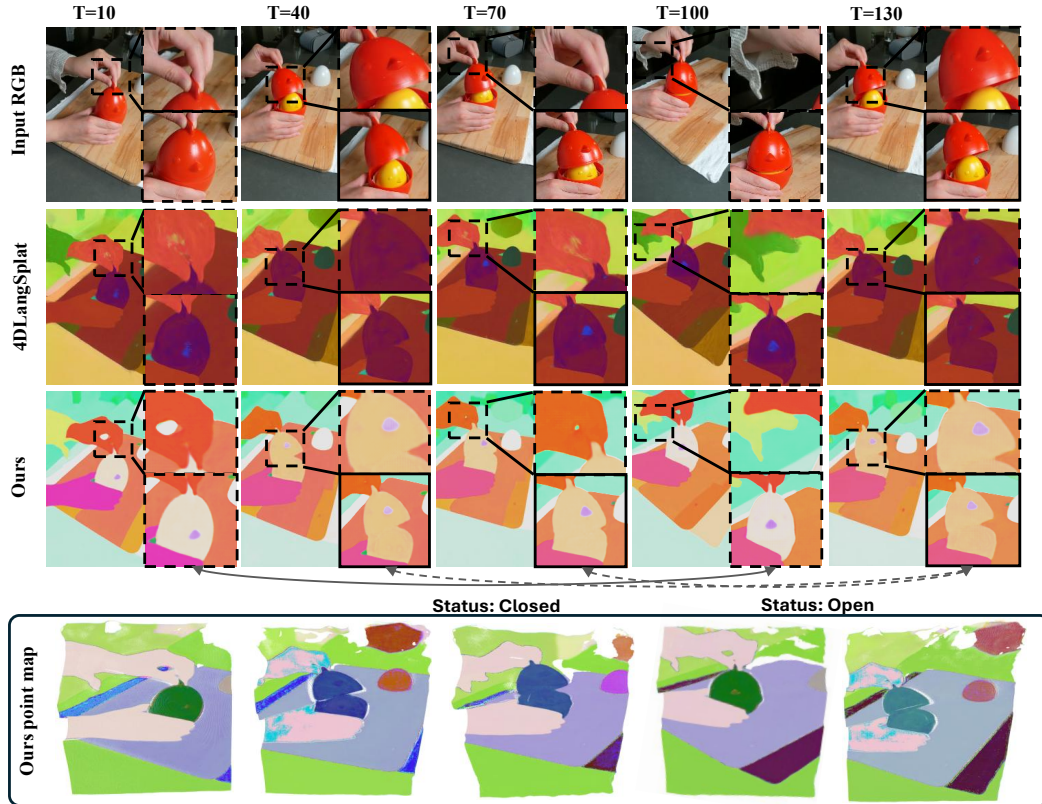 T=10 T=40 T=70 T=100 T=130
Input RGB
4DLangSplat
Ours
Status: Closed Status: Open
Ours point map